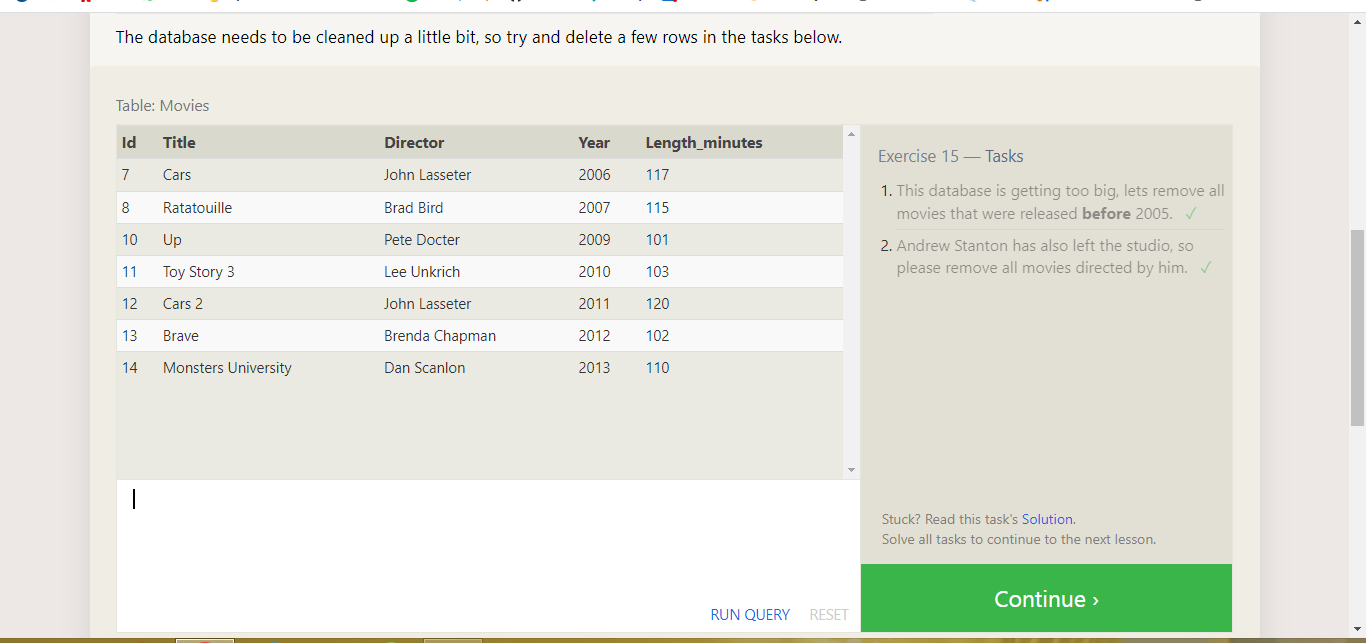 The database needs to be cleaned up a little bit, so try and delete a few rows in the tasks below.
Table: Movies
Id Title Director Year Length_minutes
7 Cars John Lasseter 2006 117
8 Ratatouille Brad Bird 2007 115
10 Up Pete Docter 2009 101
11 Toy Story 3 Lee Unkrich 2010 103
12 Cars 2 John Lasseter 2011 120
13 Brave Brenda Chapman 2012 102
14 Monsters University Dan Scanlon 2013 110
RUN QUERY RESET
Exercise 15 — Tasks
1. This database is getting too big, lets remove all
movies that were released before 2005. ✓
2. Andrew Stanton has also left the studio, so
please remove all movies directed by him. ✓
Stuck? Read this task's Solution.
Solve all tasks to continue to the next lesson.
Continue ›